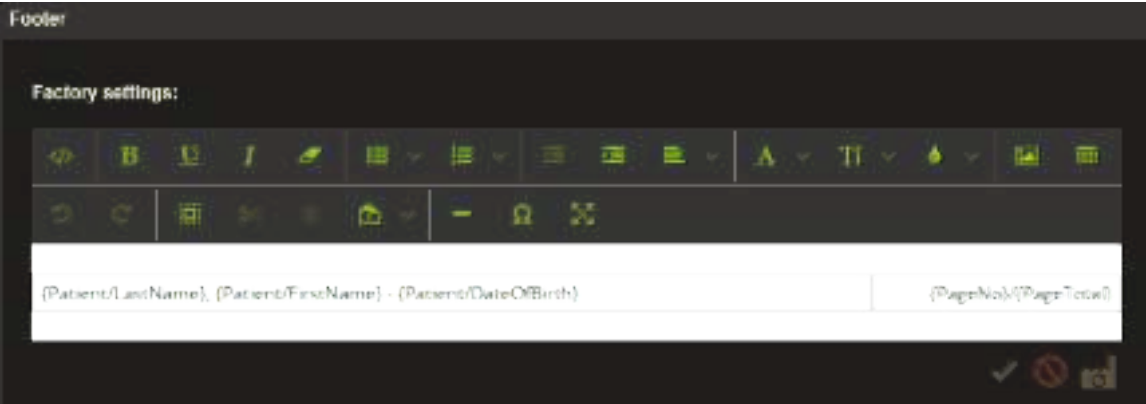 Footer
Factory settings:
{Patient/LastName}, {Patient/FirstName} - {Patient/DateOfBirth}
{PageNo}/{PageTotal}